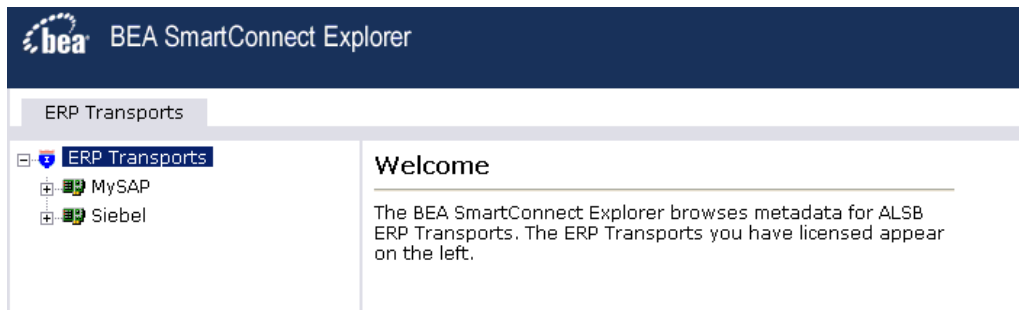 bea BEA SmartConnect Explorer
ERP Transports
ERP Transports
MySAP
Siebel
Welcome
The BEA SmartConnect Explorer browses metadata for ALSB
ERP Transports. The ERP Transports you have licensed appear
on the left.